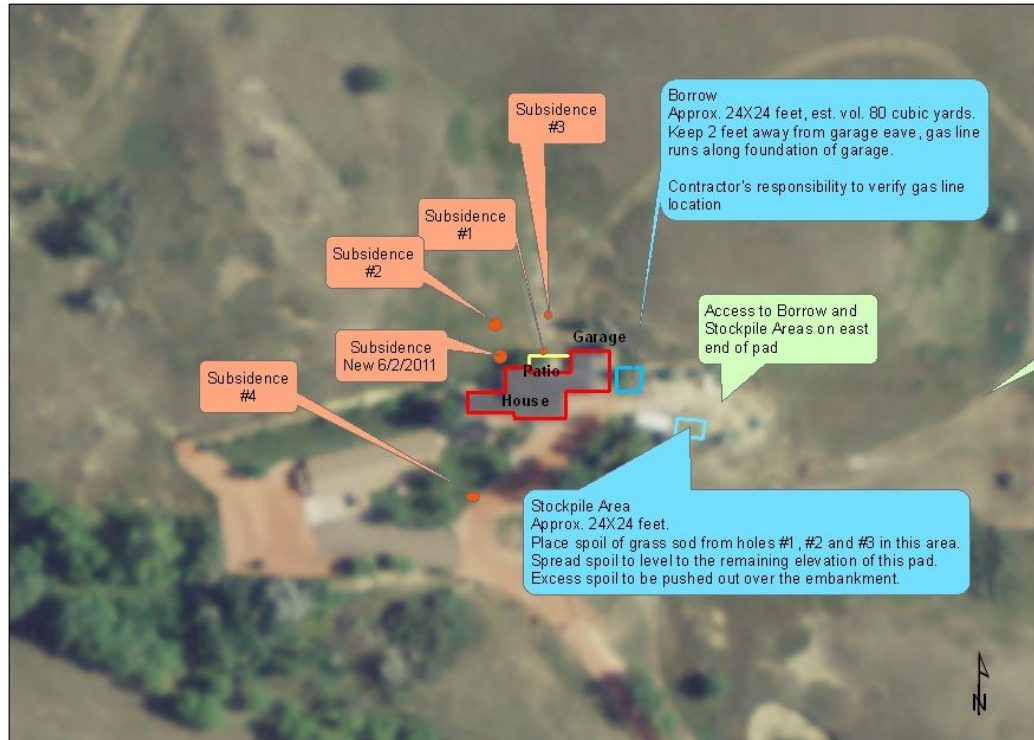 Subsidence
#3
Borrow
Approx. 24X24 feet, est. vol. 80 cubic yards.
Keep 2 feet away from garage eave, gas line
runs along foundation of garage.
Contractor's responsibility to verify gas line
location
Subsidence
#1
Subsidence
#2
Access to Borrow and
Stockpile Areas on east
end of pad
Garage
Subsidence
New 6/2/2011
Patio
House
Subsidence
#4
Stockpile Area
Approx. 24X24 feet.
Place spoil of grass sod from holes #1, #2 and #3 in this area.
Spread spoil to level to the remaining elevation of this pad.
Excess spoil to be pushed out over the embankment.
N